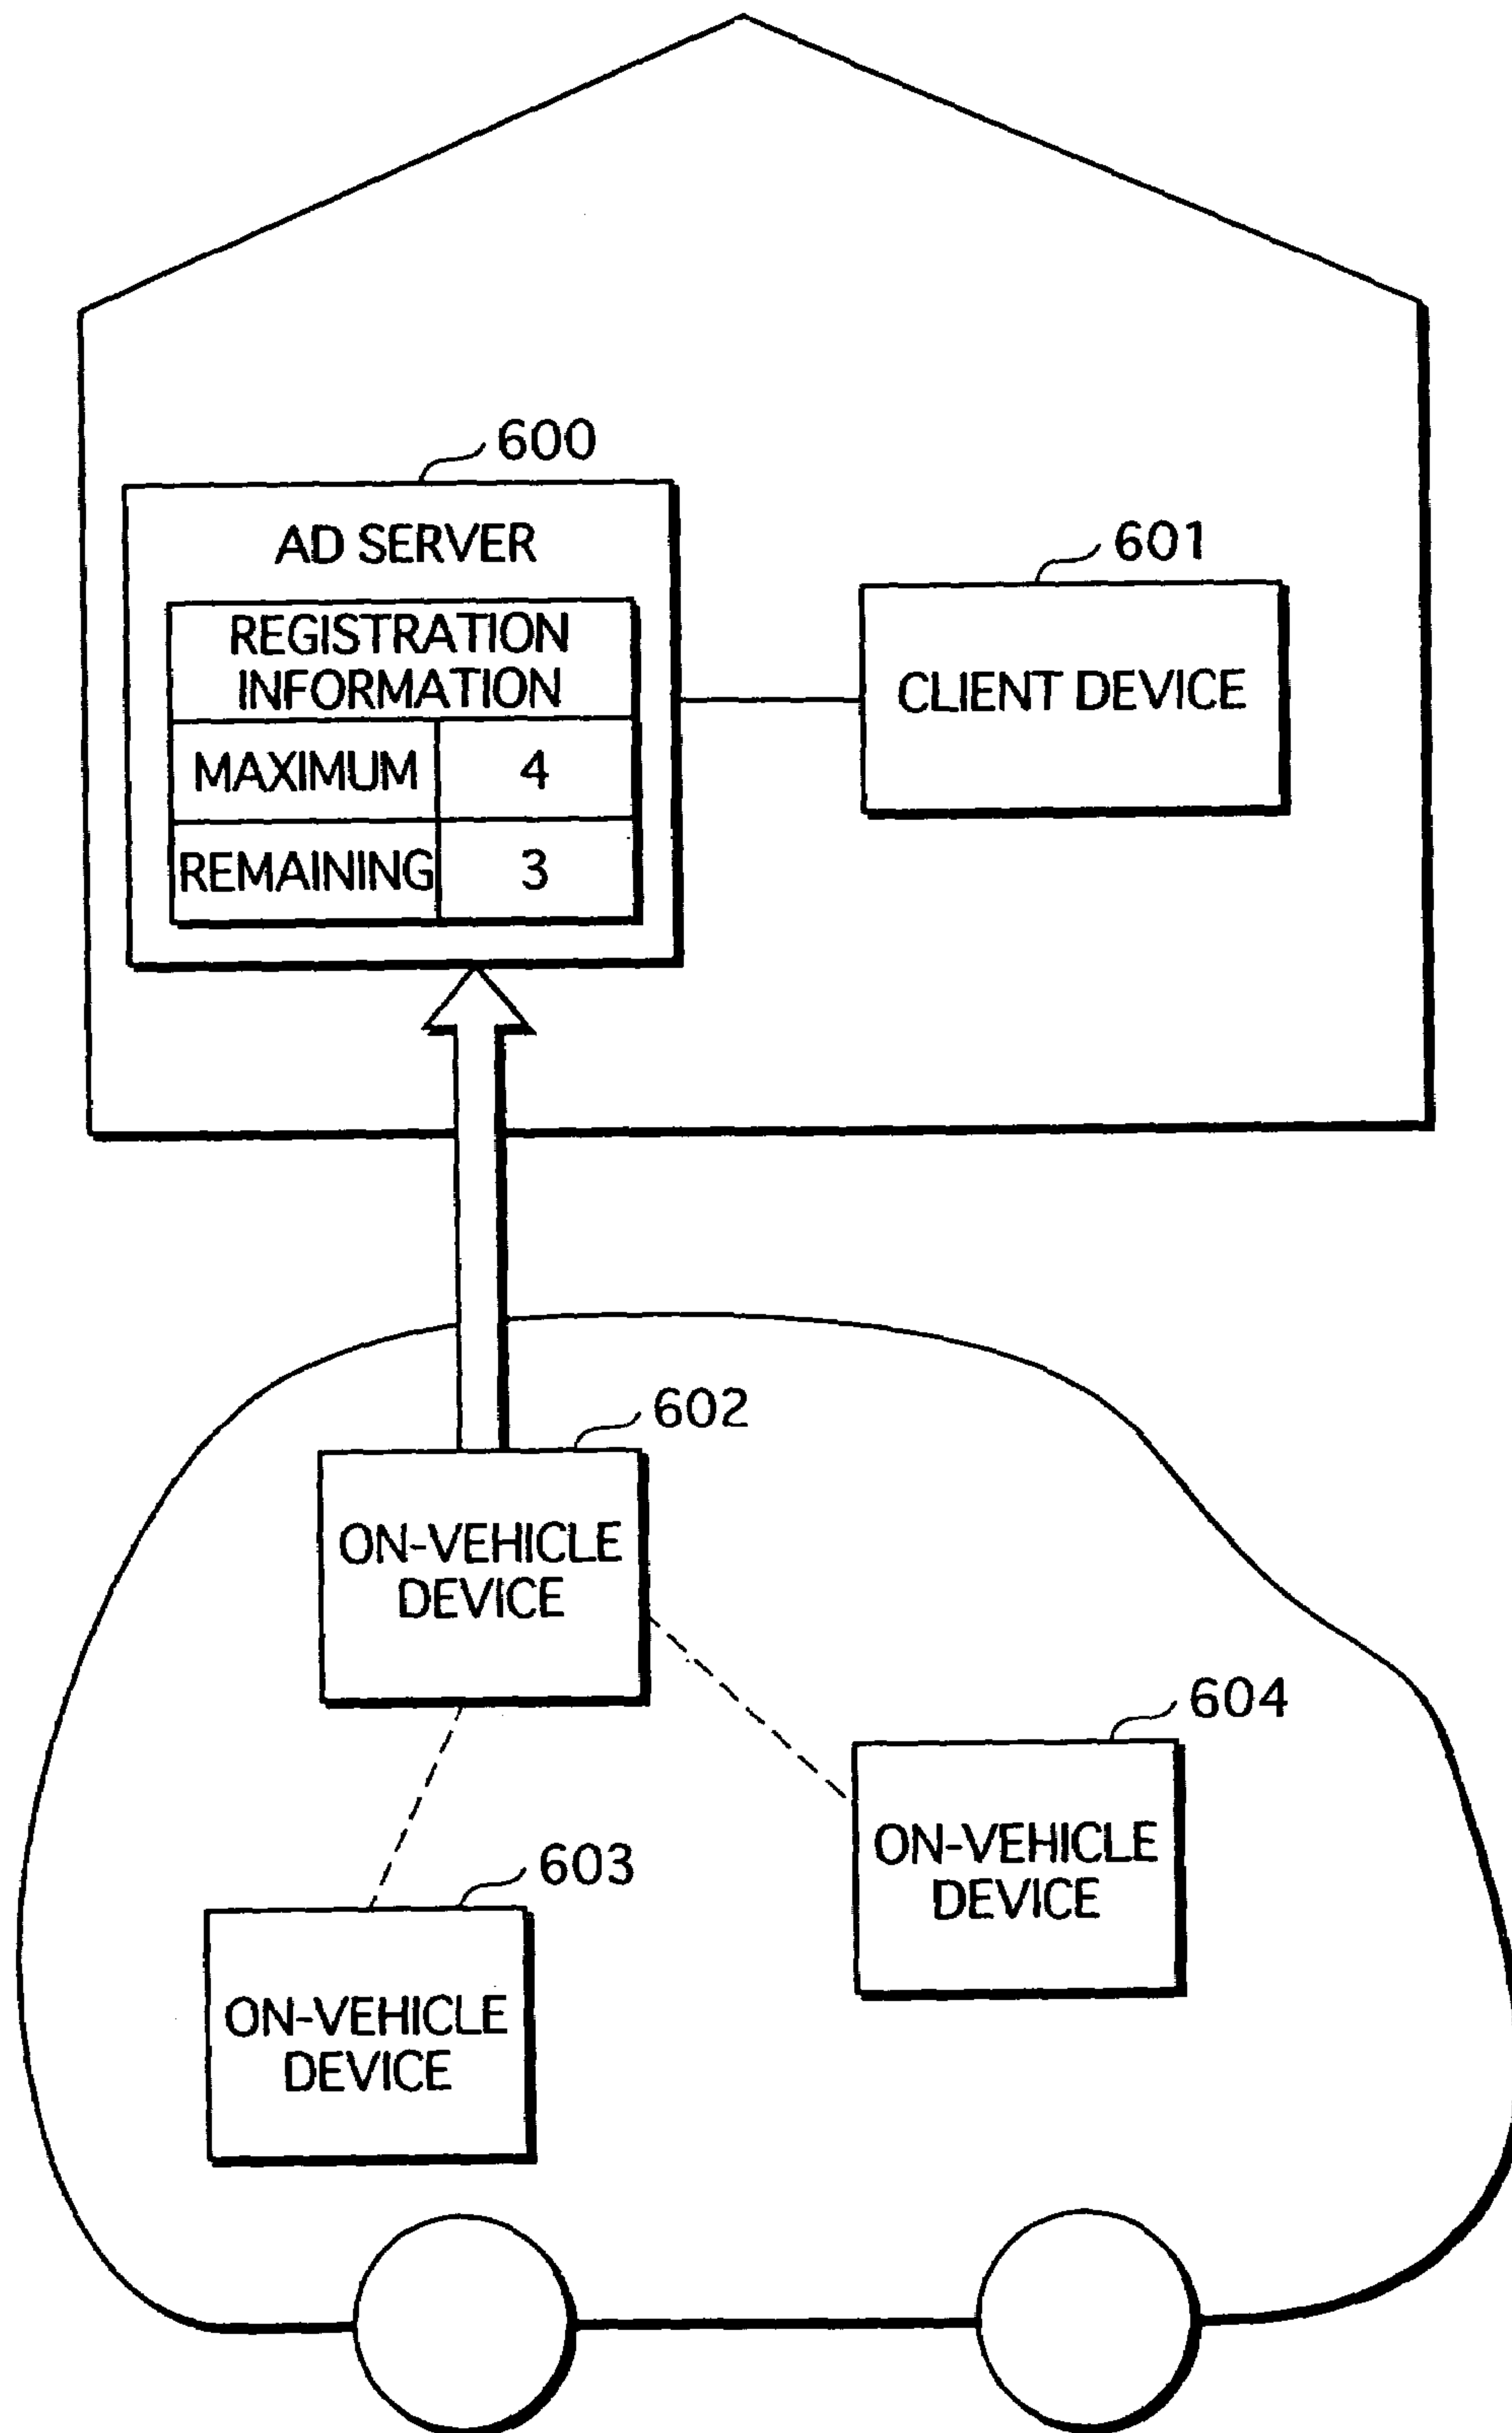 600
AD SERVER
601
REGISTRATION
INFORMATION
CLIENT DEVICE
MAXIMUM 4
REMAINING 3
602
ON-VEHICLE
DEVICE
604
ON-VEHICLE
DEVICE
603
ON-VEHICLE
DEVICE